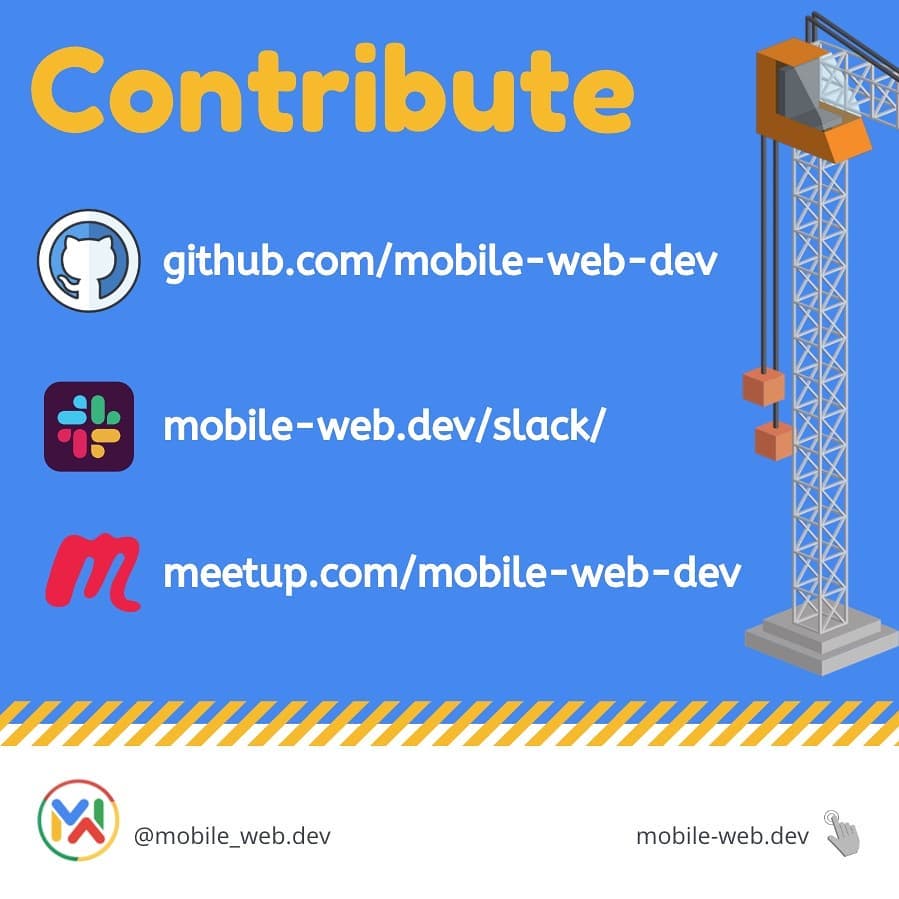 Contribute
github.com/mobile-web-dev
mobile-web.dev/slack/
meetup.com/mobile-web-dev
@mobile_web.dev
mobile-web.dev